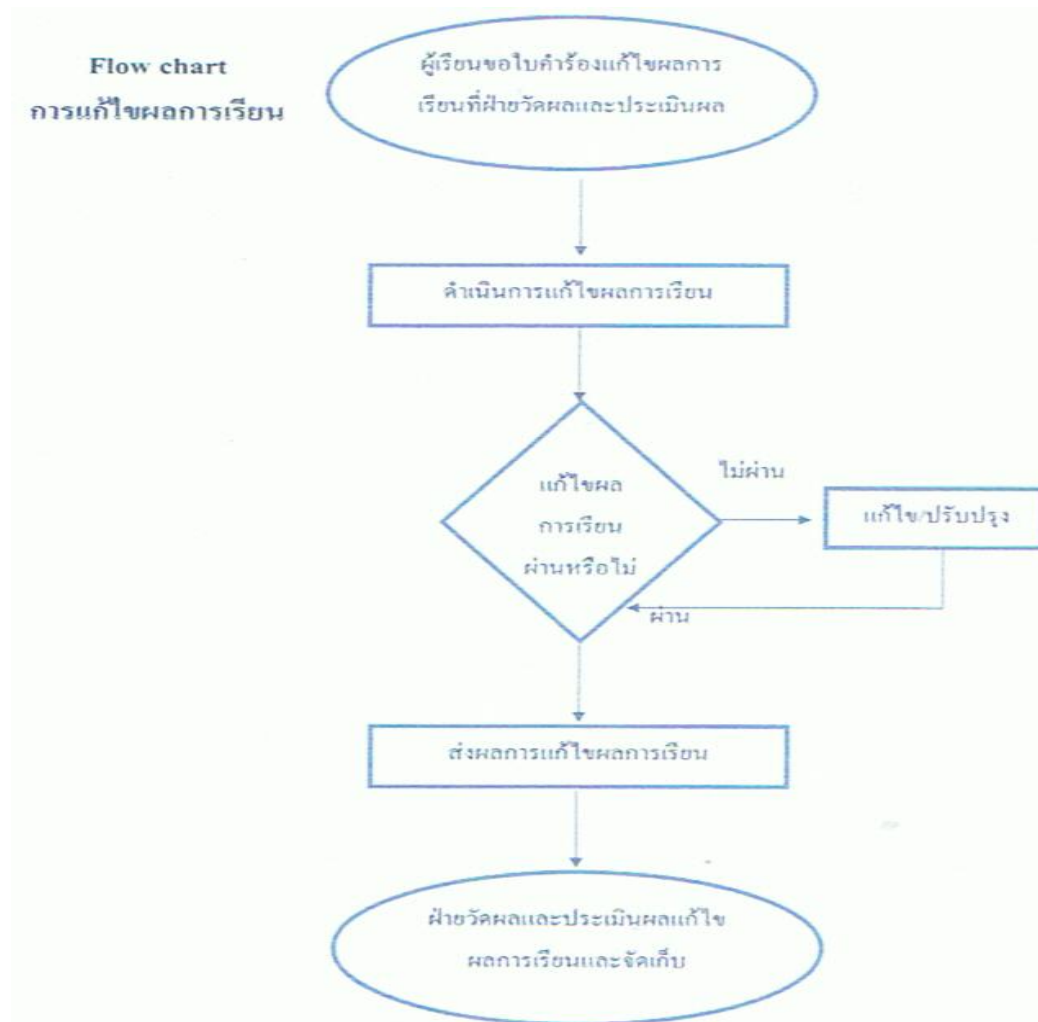 Flow chart
การแก้ไขผลการเรียน
ผู้เรียนขอใบคำร้องแก้ไขผลการ
เรียนที่ฝ่ายวัดผลและประเมินผล
ดำเนินการแก้ไขผลการเรียน
แก้ไขผล
การเรียน
ผ่านหรือไม่
ไม่ผ่าน
แก้ไข/ปรับปรุง
ผ่าน
ส่งผลการแก้ไขผลการเรียน
ฝ่ายวัดผลและประเมินผลแก้ไข
ผลการเรียนและจัดเก็บ